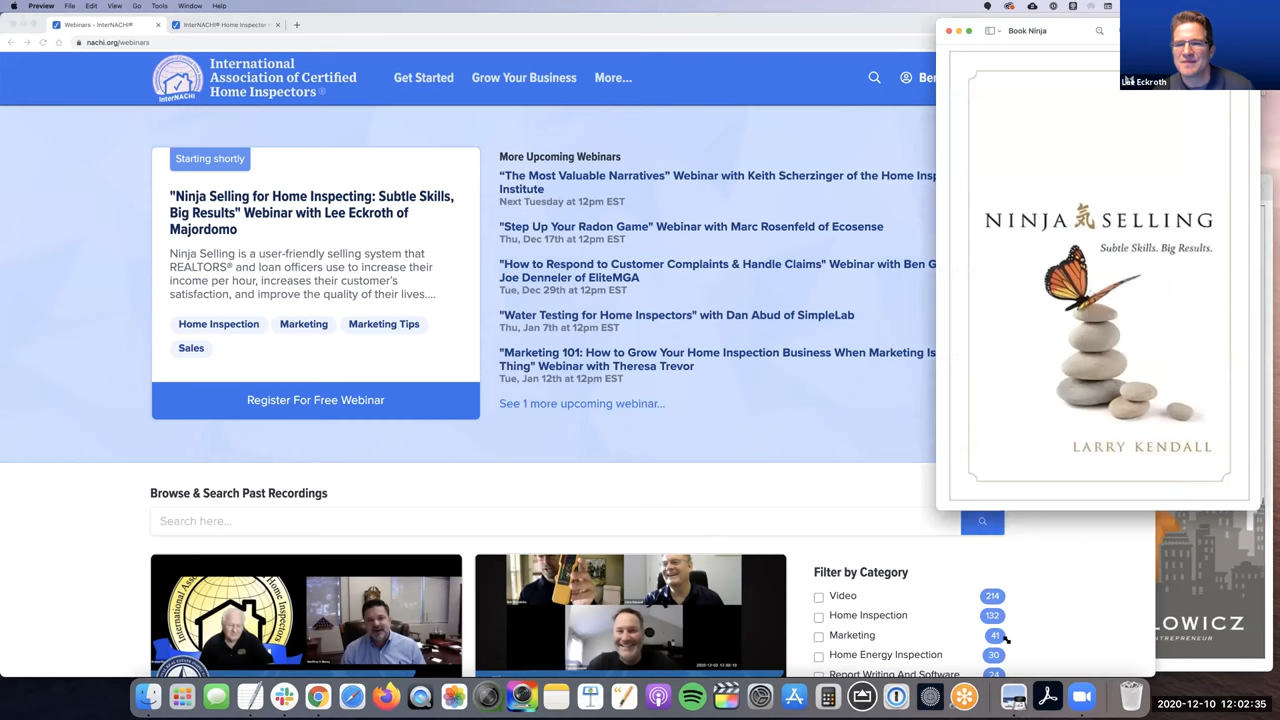 Preview File Edit View Go Tools Window Help
Webinars - InterNACHI®
InterNACHI® Home Inspector
nachi.org/webinars
International
Association of Certified
Home Inspectors®
InterNACHI
Get Started Grow Your Business More...
Ber
Book Ninja
Lee Eckroth
Starting shortly
"Ninja Selling for Home Inspecting: Subtle Skills,
Big Results" Webinar with Lee Eckroth of
Majordomo
Ninja Selling is a user-friendly selling system that
REALTORS® and loan officers use to increase their
income per hour, increases their customer's
satisfaction, and improve the quality of their lives....
Home Inspection Marketing Marketing Tips
Sales
Register For Free Webinar
More Upcoming Webinars
“The Most Valuable Narratives” Webinar with Keith Scherzinger of the Home Insp
Institute
Next Tuesday at 12pm EST
"Step Up Your Radon Game" Webinar with Marc Rosenfeld of Ecosense
Thu, Dec 17th at 12pm EST
"How to Respond to Customer Complaints & Handle Claims" Webinar with Ben G
Joe Denneler of EliteMGA
Tue, Dec 29th at 12pm EST
"Water Testing for Home Inspectors" with Dan Abud of SimpleLab
Thu, Jan 7th at 12pm EST
"Marketing 101: How to Grow Your Home Inspection Business When Marketing Is
Thing" Webinar with Theresa Trevor
Tue, Jan 12th at 12pm EST
See 1 more upcoming webinar...
NINJA 気 SELLING
Subtle Skills. Big Results.
LARRY KENDALL
Browse & Search Past Recordings
Search here...
Filter by Category
Video 214
Home Inspection 132
Marketing 41
Home Energy Inspection 30
Report Writing And Software 24
LOWICZ
NTREPRENEUR
2020-12-10 12:02:35